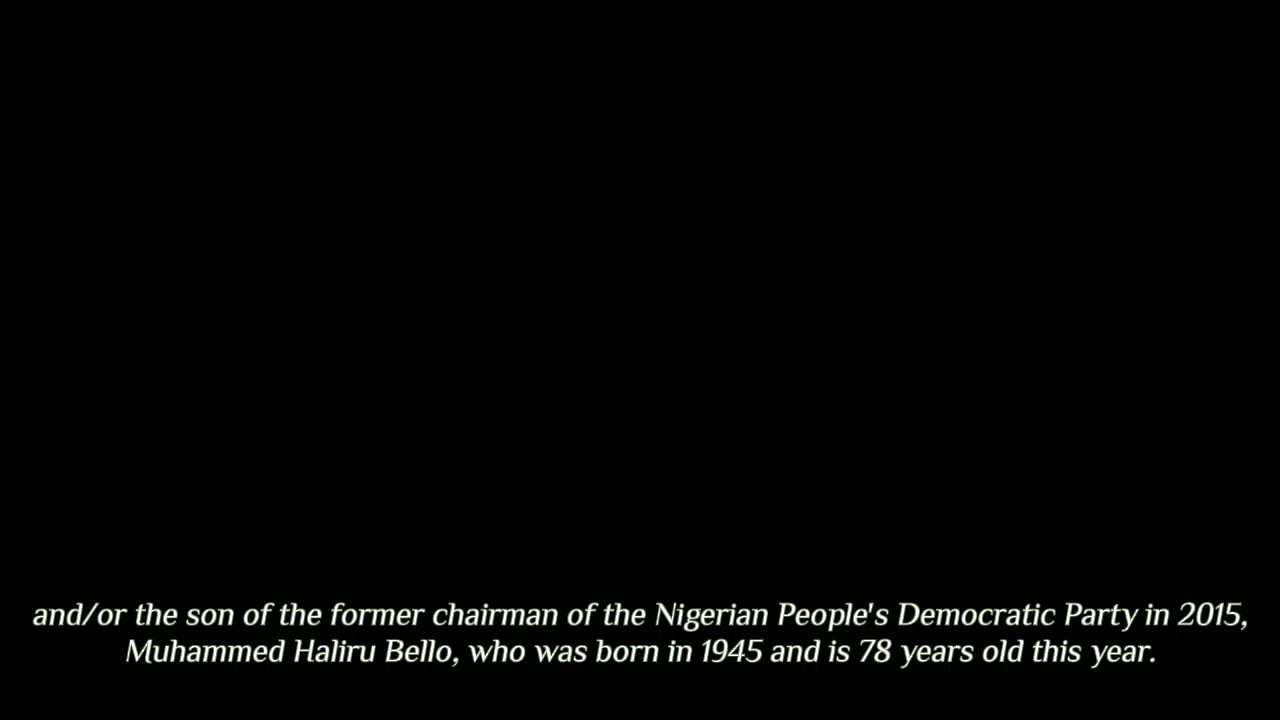 and/or the son of the former chairman of the Nigerian People's Democratic Party in 2015,
Muhammed Haliru Bello, who was born in 1945 and is 78 years old this year.